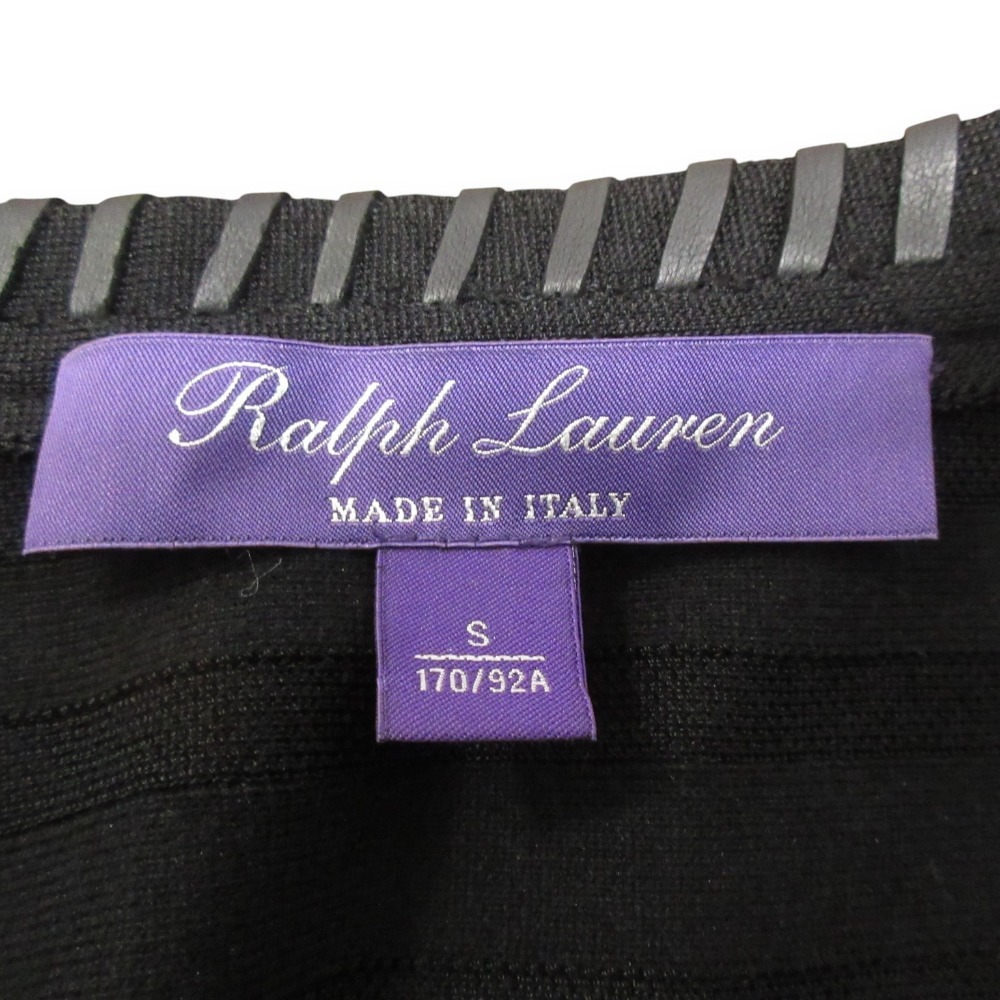 Ralph Lauren
MADE IN ITALY
S
170/92A